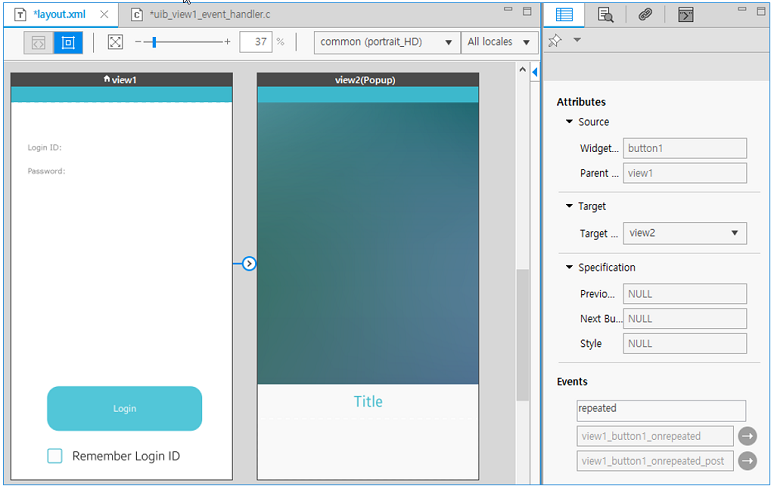 *layout.xml
*uib_view1_event_handler.c
37 %
common (portrait_HD)
All locales
view1
view2(Popup)
Login ID:
Password:
Login
Remember Login ID
Title
Attributes
Source
Widget... button1
Parent ... view1
Target
Target ... view2
Specification
Previo... NULL
Next Bu... NULL
Style NULL
Events
repeated
view1_button1_onrepeated
view1_button1_onrepeated_post